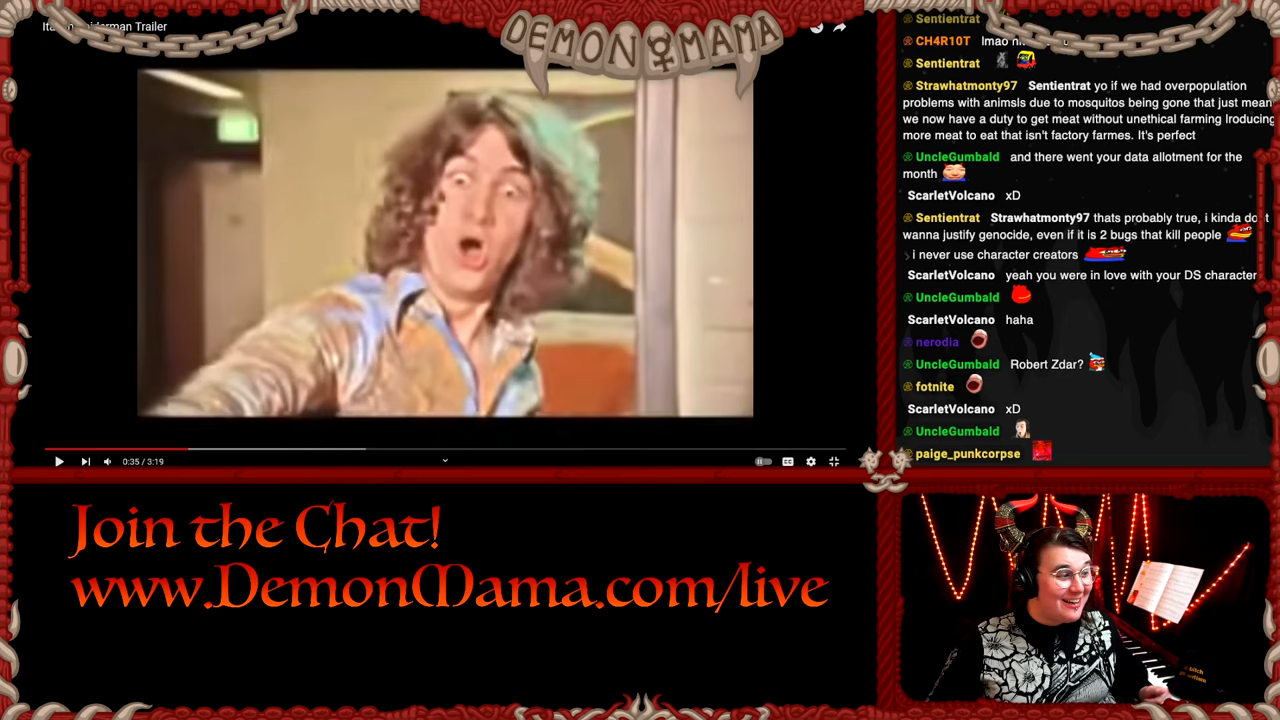 Trailer
DEMON MAMA
0:35 / 3:19
Join the Chat!
www.DemonMama.com/live
Sentientrat
CH4R10T lmao
Sentientrat
Strawhatmonty97 Sentientrat yo if we had overpopulation
problems with animsls due to mosquitos being gone that just mean
we now have a duty to get meat without unethical farming Iroducing
more meat to eat that isn't factory farmes. It's perfect
UncleGumbald and there went your data allotment for the
month
ScarletVolcano xD
Sentientrat Strawhatmonty97 thats probably true, i kinda
wanna justify genocide, even if it is 2 bugs that kill people
i never use character creators
ScarletVolcano yeah you were in love with your DS character
UncleGumbald
ScarletVolcano haha
nerodia
UncleGumbald Robert Zdar?
fotnite
ScarletVolcano xD
UncleGumbald
paige_punkcorpse
bitch